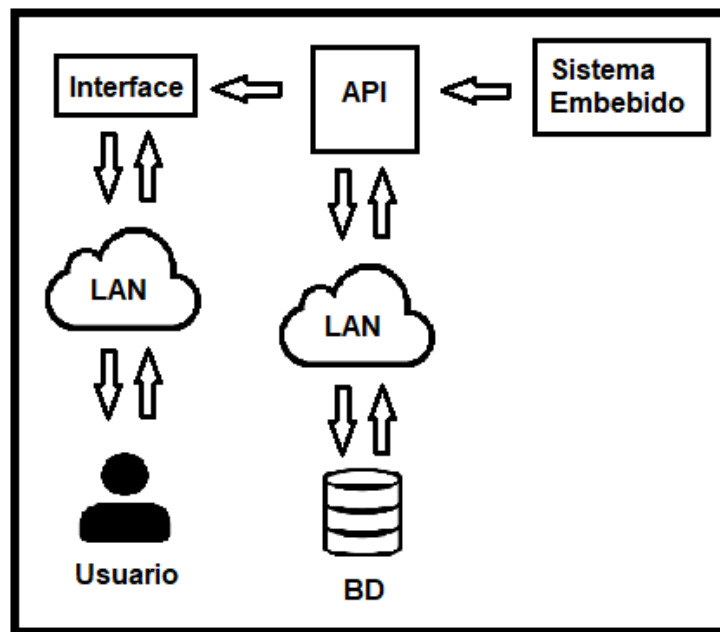 Interface
API
Sistema
Embebido
LAN
LAN
Usuario
BD